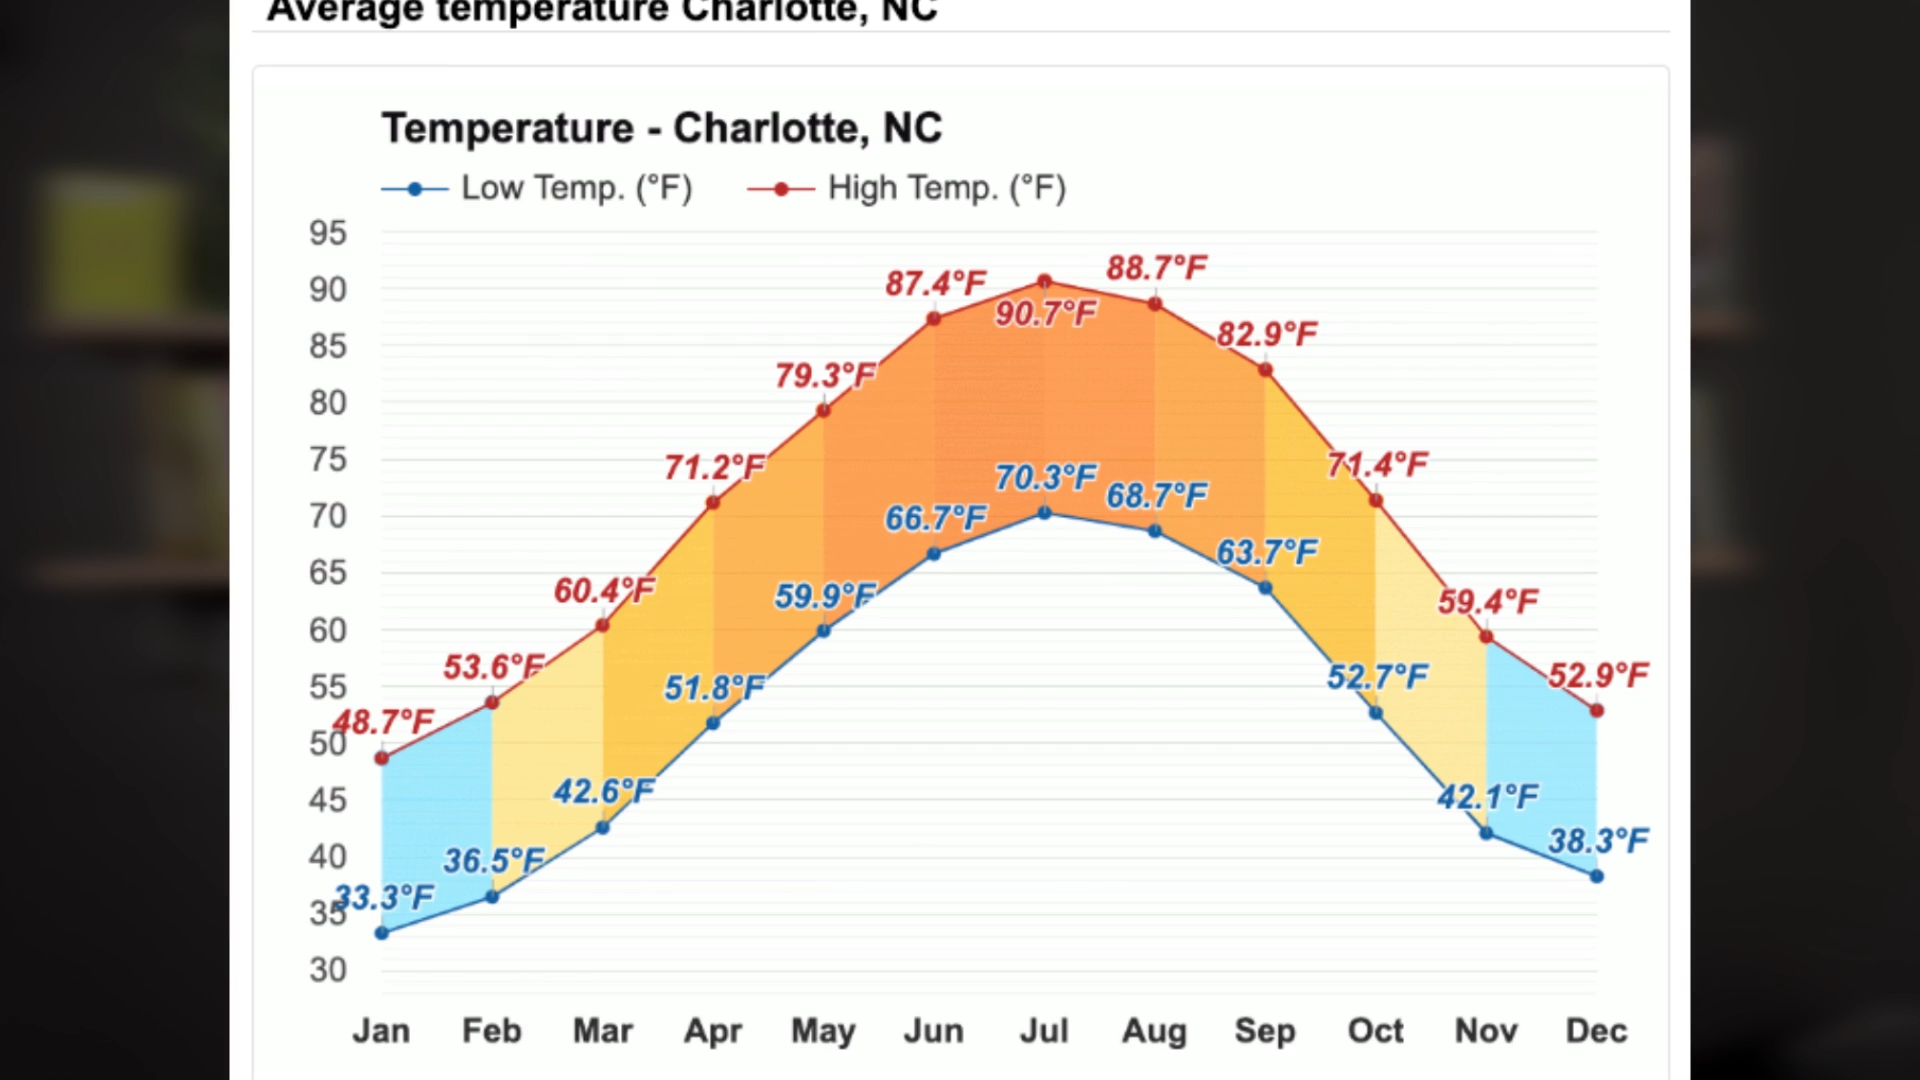 Average temperature Charlotte, NC
Temperature - Charlotte, NC
Low Temp. (°F) High Temp. (°F)
95
90
85
80
75
70
65
60
55
50
45
40
35
30
48.7°F
53.6°F
60.4°F
71.2°F
79.3°F
87.4°F
90.7°F
88.7°F
82.9°F
71.4°F
59.4°F
52.9°F
33.3°F
36.5°F
42.6°F
51.8°F
59.9°F
66.7°F
70.3°F
68.7°F
63.7°F
52.7°F
42.1°F
38.3°F
Jan Feb Mar Apr May Jun Jul Aug Sep Oct Nov Dec